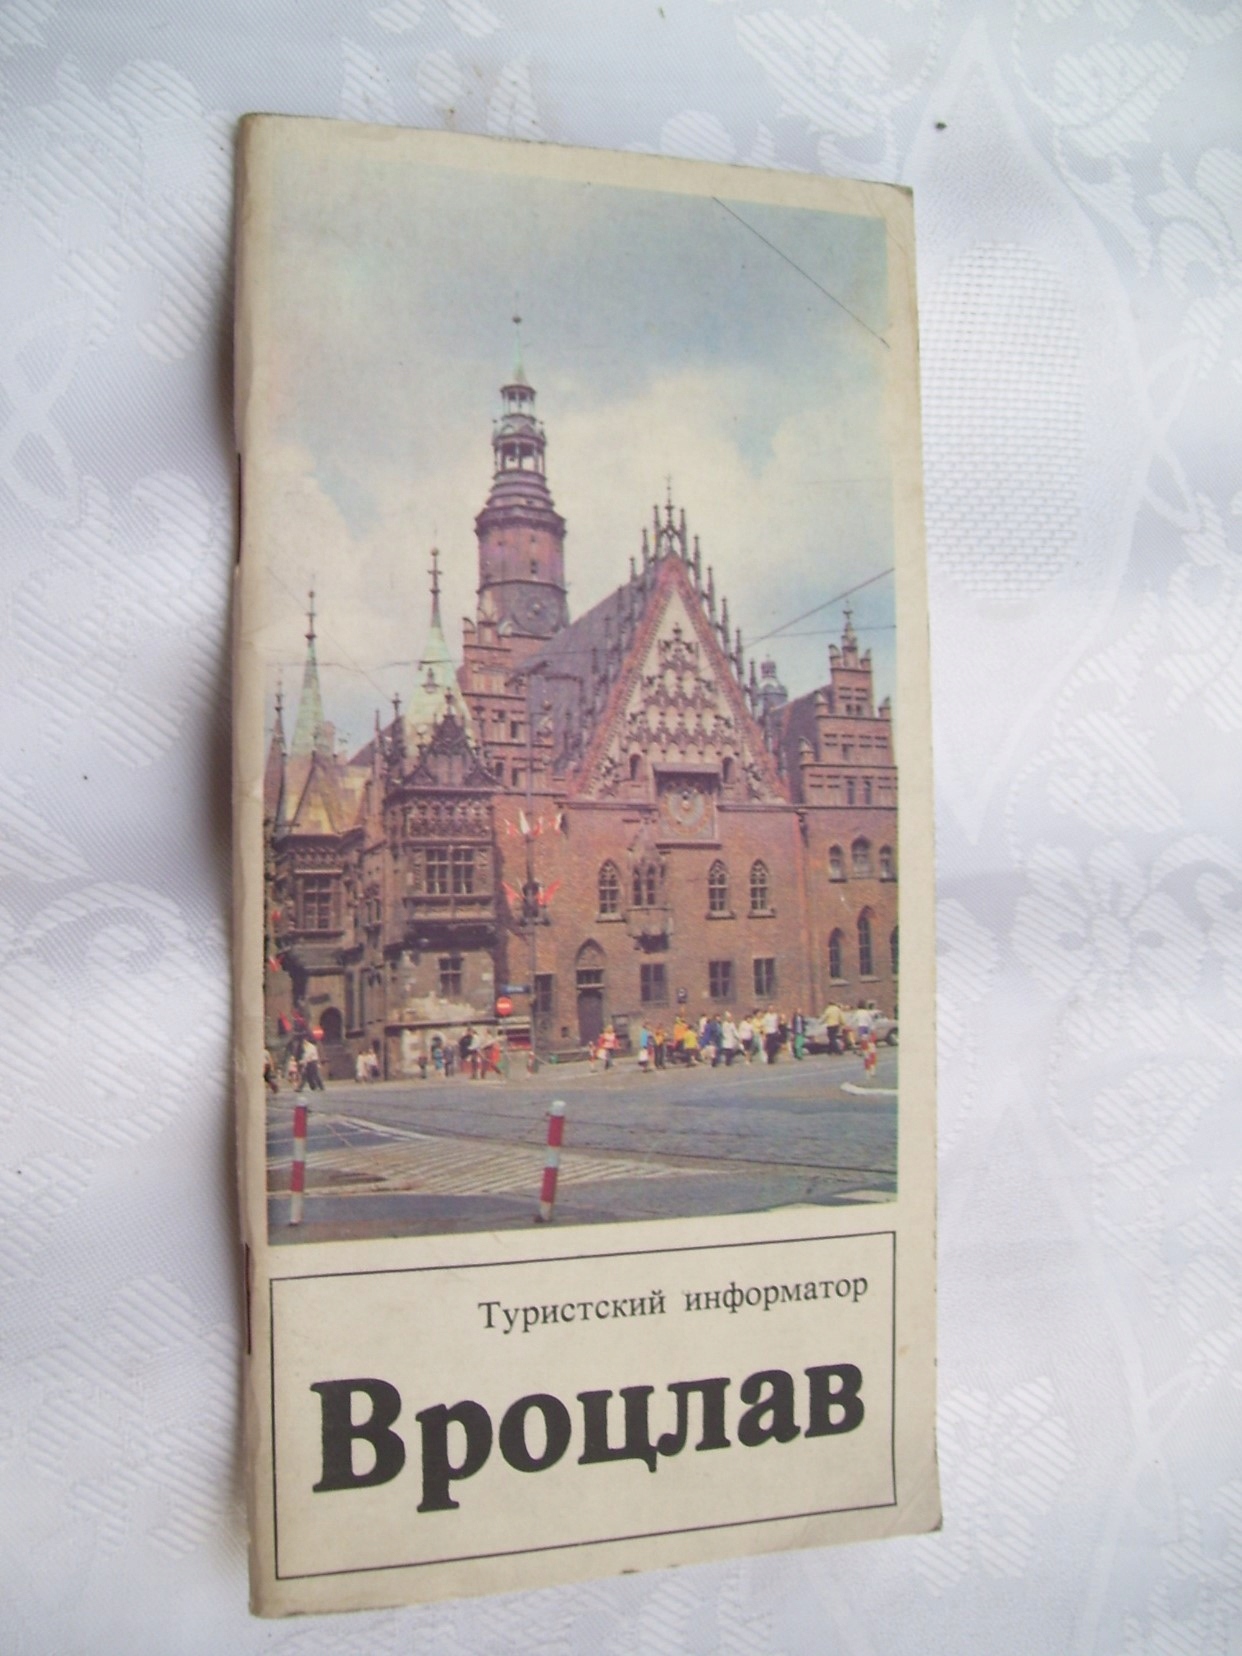 Туристский информатор
Вроцлав